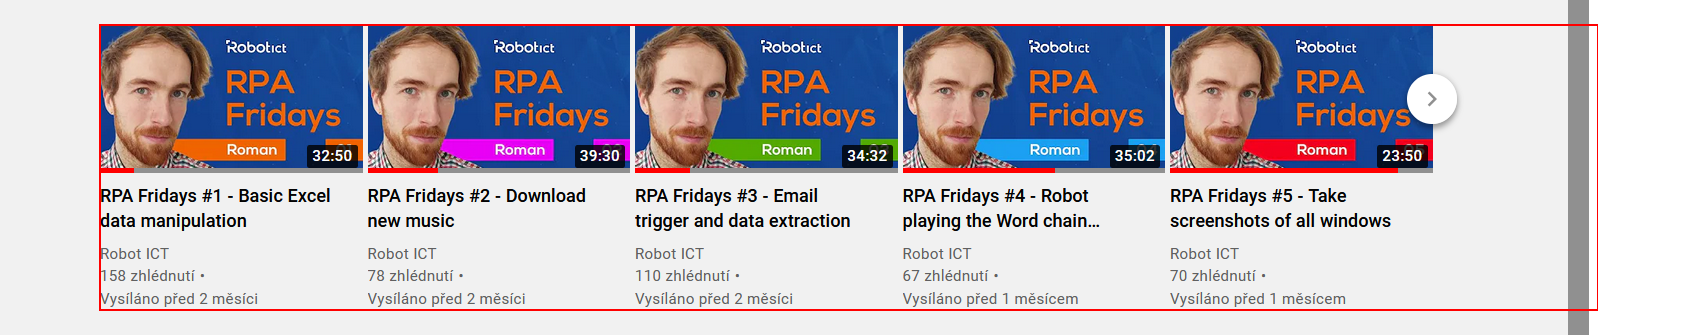 Robotict
RPA
Fridays
Roman
32:50
RPA Fridays #1 - Basic Excel
data manipulation
Robot ICT
158 zhlédnutí •
Vysíláno před 2 měsíci
Robotict
RPA
Fridays
Roman
39:30
RPA Fridays #2 - Download
new music
Robot ICT
78 zhlédnutí •
Vysíláno před 2 měsíci
Robotict
RPA
Fridays
Roman
34:32
RPA Fridays #3 - Email
trigger and data extraction
Robot ICT
110 zhlédnutí •
Vysíláno před 2 měsíci
Robotict
RPA
Fridays
Roman
35:02
RPA Fridays #4 - Robot
playing the Word chain...
Robot ICT
67 zhlédnutí •
Vysíláno před 1 měsícem
Robotict
RPA
Fridays
Roman
23:50
RPA Fridays #5 - Take
screenshots of all windows
Robot ICT
70 zhlédnutí •
Vysíláno před 1 měsícem